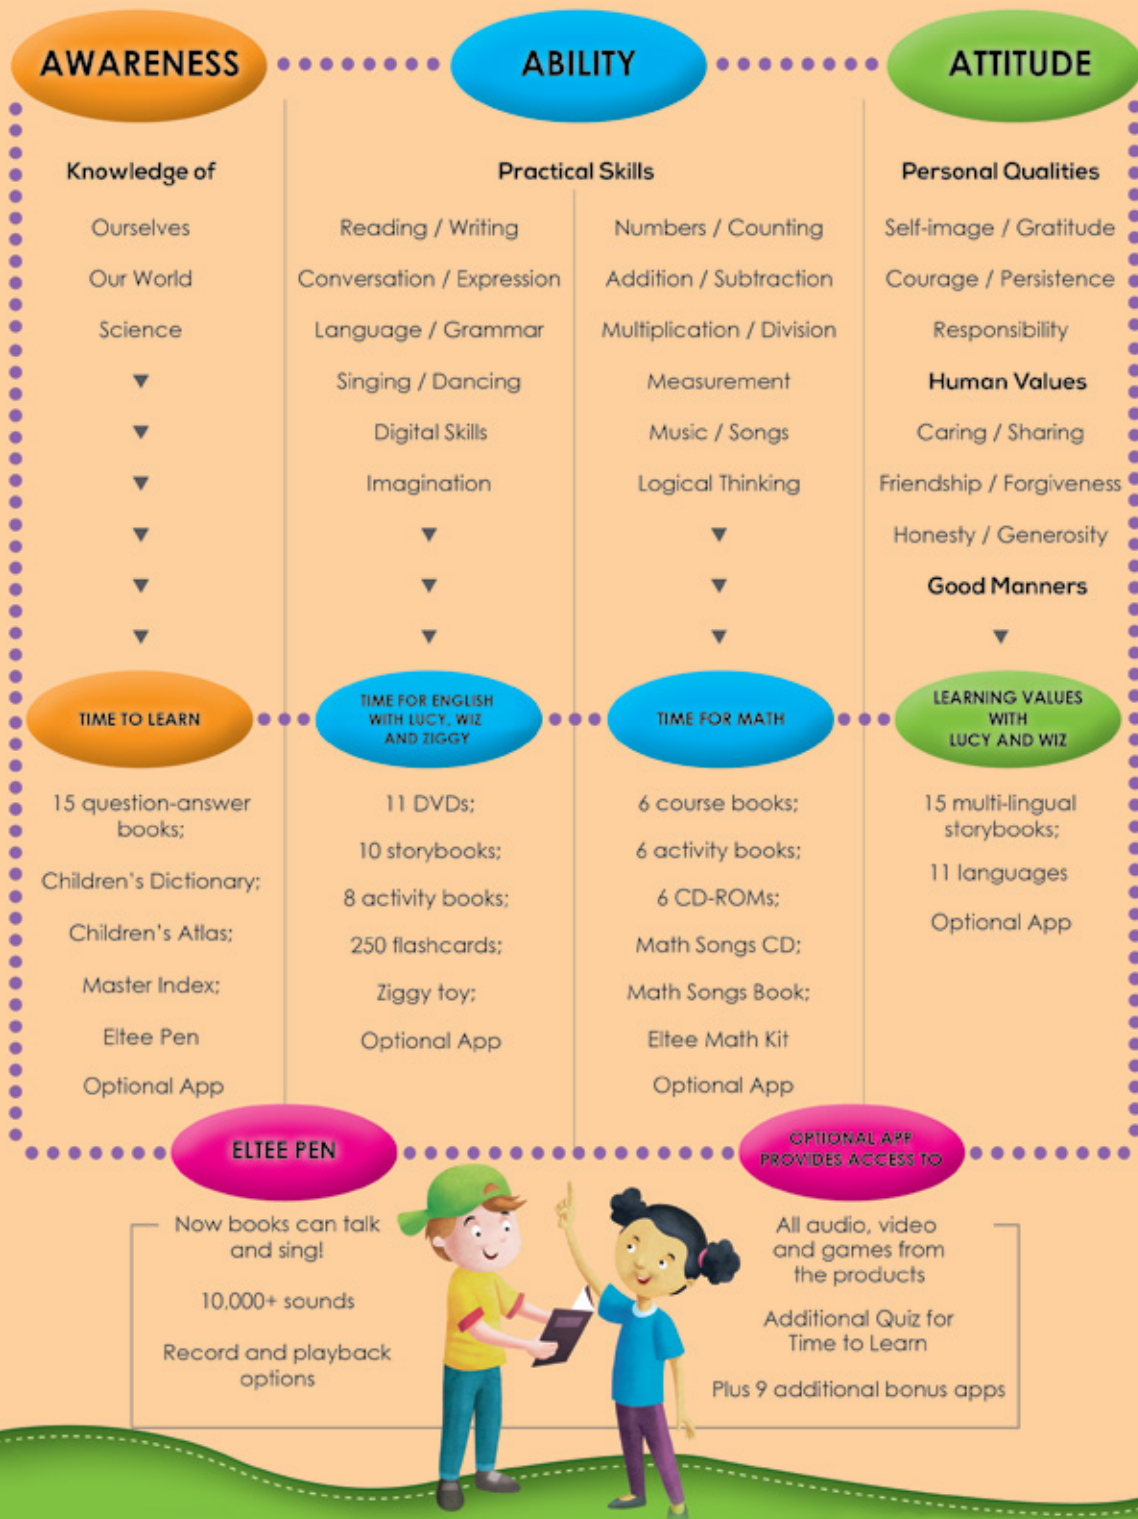 AWARENESS
ABILITY
ATTITUDE
Knowledge of
Ourselves
Our World
Science
Practical Skills
Reading / Writing
Conversation / Expression
Language / Grammar
Singing / Dancing
Digital Skills
Imagination
Numbers / Counting
Addition / Subtraction
Multiplication / Division
Measurement
Music / Songs
Logical Thinking
Personal Qualities
Self-image / Gratitude
Courage / Persistence
Responsibility
Human Values
Caring / Sharing
Friendship / Forgiveness
Honesty / Generosity
Good Manners
TIME TO LEARN
15 question-answer
books;
Children's Dictionary;
Children's Atlas;
Master Index;
Eltee Pen
Optional App
TIME FOR ENGLISH
WITH LUCY, WIZ
AND ZIGGY
11 DVDs;
10 storybooks;
8 activity books;
250 flashcards;
Ziggy toy;
Optional App
TIME FOR MATH
6 course books;
6 activity books;
6 CD-ROMs;
Math Songs CD;
Math Songs Book;
Eltee Math Kit
Optional App
LEARNING VALUES
WITH
LUCY AND WIZ
15 multi-lingual
storybooks;
11 languages
Optional App
ELTEE PEN
Now books can talk
and sing!
10,000+ sounds
Record and playback
options
OPTIONAL APP
PROVIDES ACCESS TO
All audio, video
and games from
the products
Additional Quiz for
Time to Learn
Plus 9 additional bonus apps